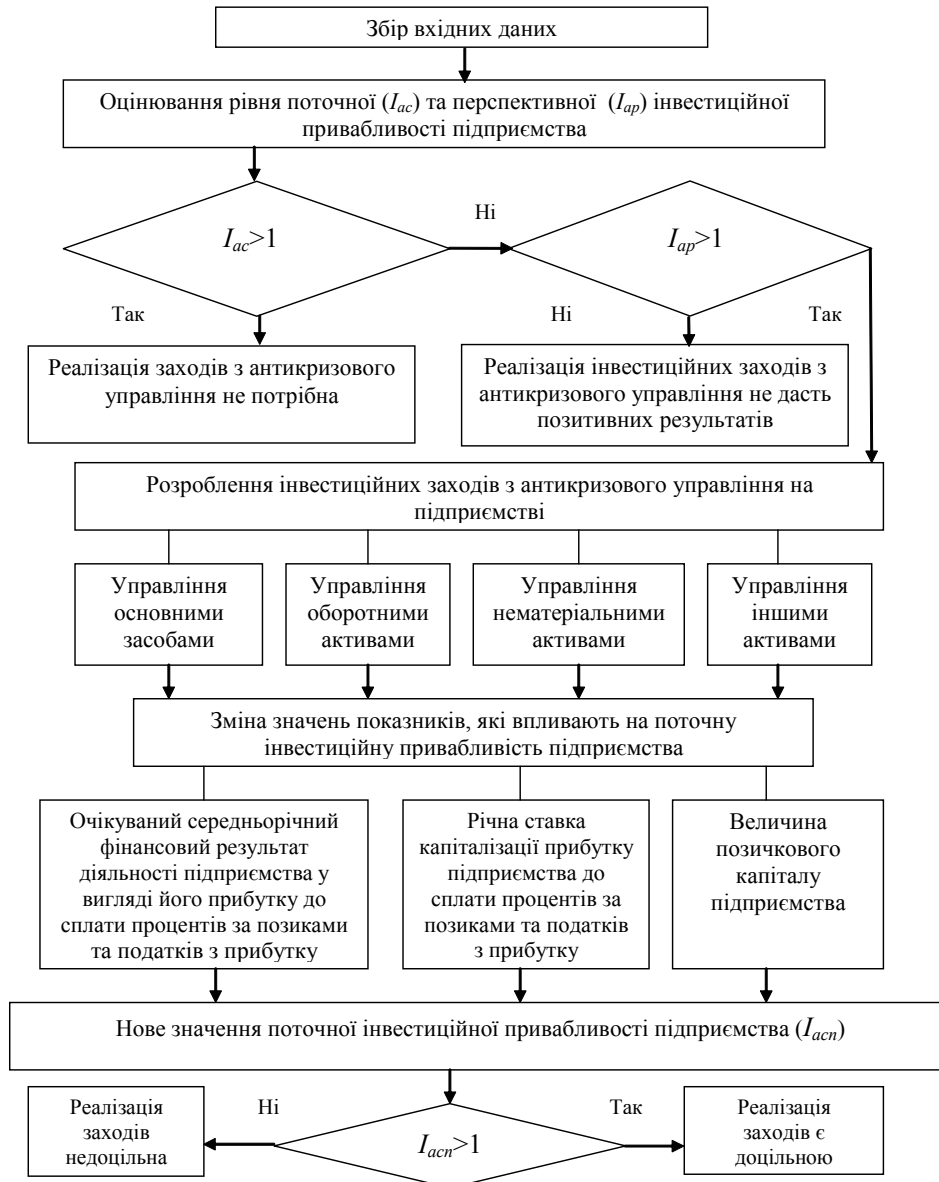 Збір вхідних даних
Оцінювання рівня поточної (Iac) та перспективної (Iap) інвестиційної
привабливості підприємства
Iac>1
Ні
Iap>1
Так
Ні
Так
Реалізація заходів з антикризового
управління не потрібна
Реалізація інвестиційних заходів з
антикризового управління не дасть
позитивних результатів
Розроблення інвестиційних заходів з антикризового управління на
підприємстві
Управління
основними
засобами
Управління
оборотними
активами
Управління
нематеріальними
активами
Управління
іншими
активами
Зміна значень показників, які впливають на поточну
інвестиційну привабливість підприємства
Очікуваний середньорічний
фінансовий результат
діяльності підприємства у
вигляді його прибутку до
сплати процентів за позиками
та податків з прибутку
Річна ставка
капіталізації прибутку
підприємства до
сплати процентів за
позиками та податків
з прибутку
Величина
позичкового
капіталу
підприємства
Нове значення поточної інвестиційної привабливості підприємства (Iacn)
Реалізація
заходів
недоцільна
Ні
Iacn>1
Так
Реалізація
заходів є
доцільною